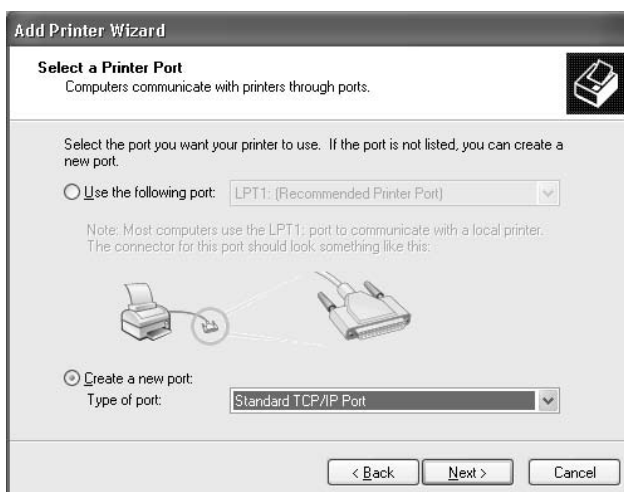 Add Printer Wizard
Select a Printer Port
Computers communicate with printers through ports.
Select the port you want your printer to use. If the port is not listed, you can create a
new port.
Use the following port: LPT1: (Recommended Printer Port)
Note: Most computers use the LPT1: port to communicate with a local printer.
The connector for this port should look something like this:
Create a new port:
Type of port: Standard TCP/IP Port
< Back Next > Cancel